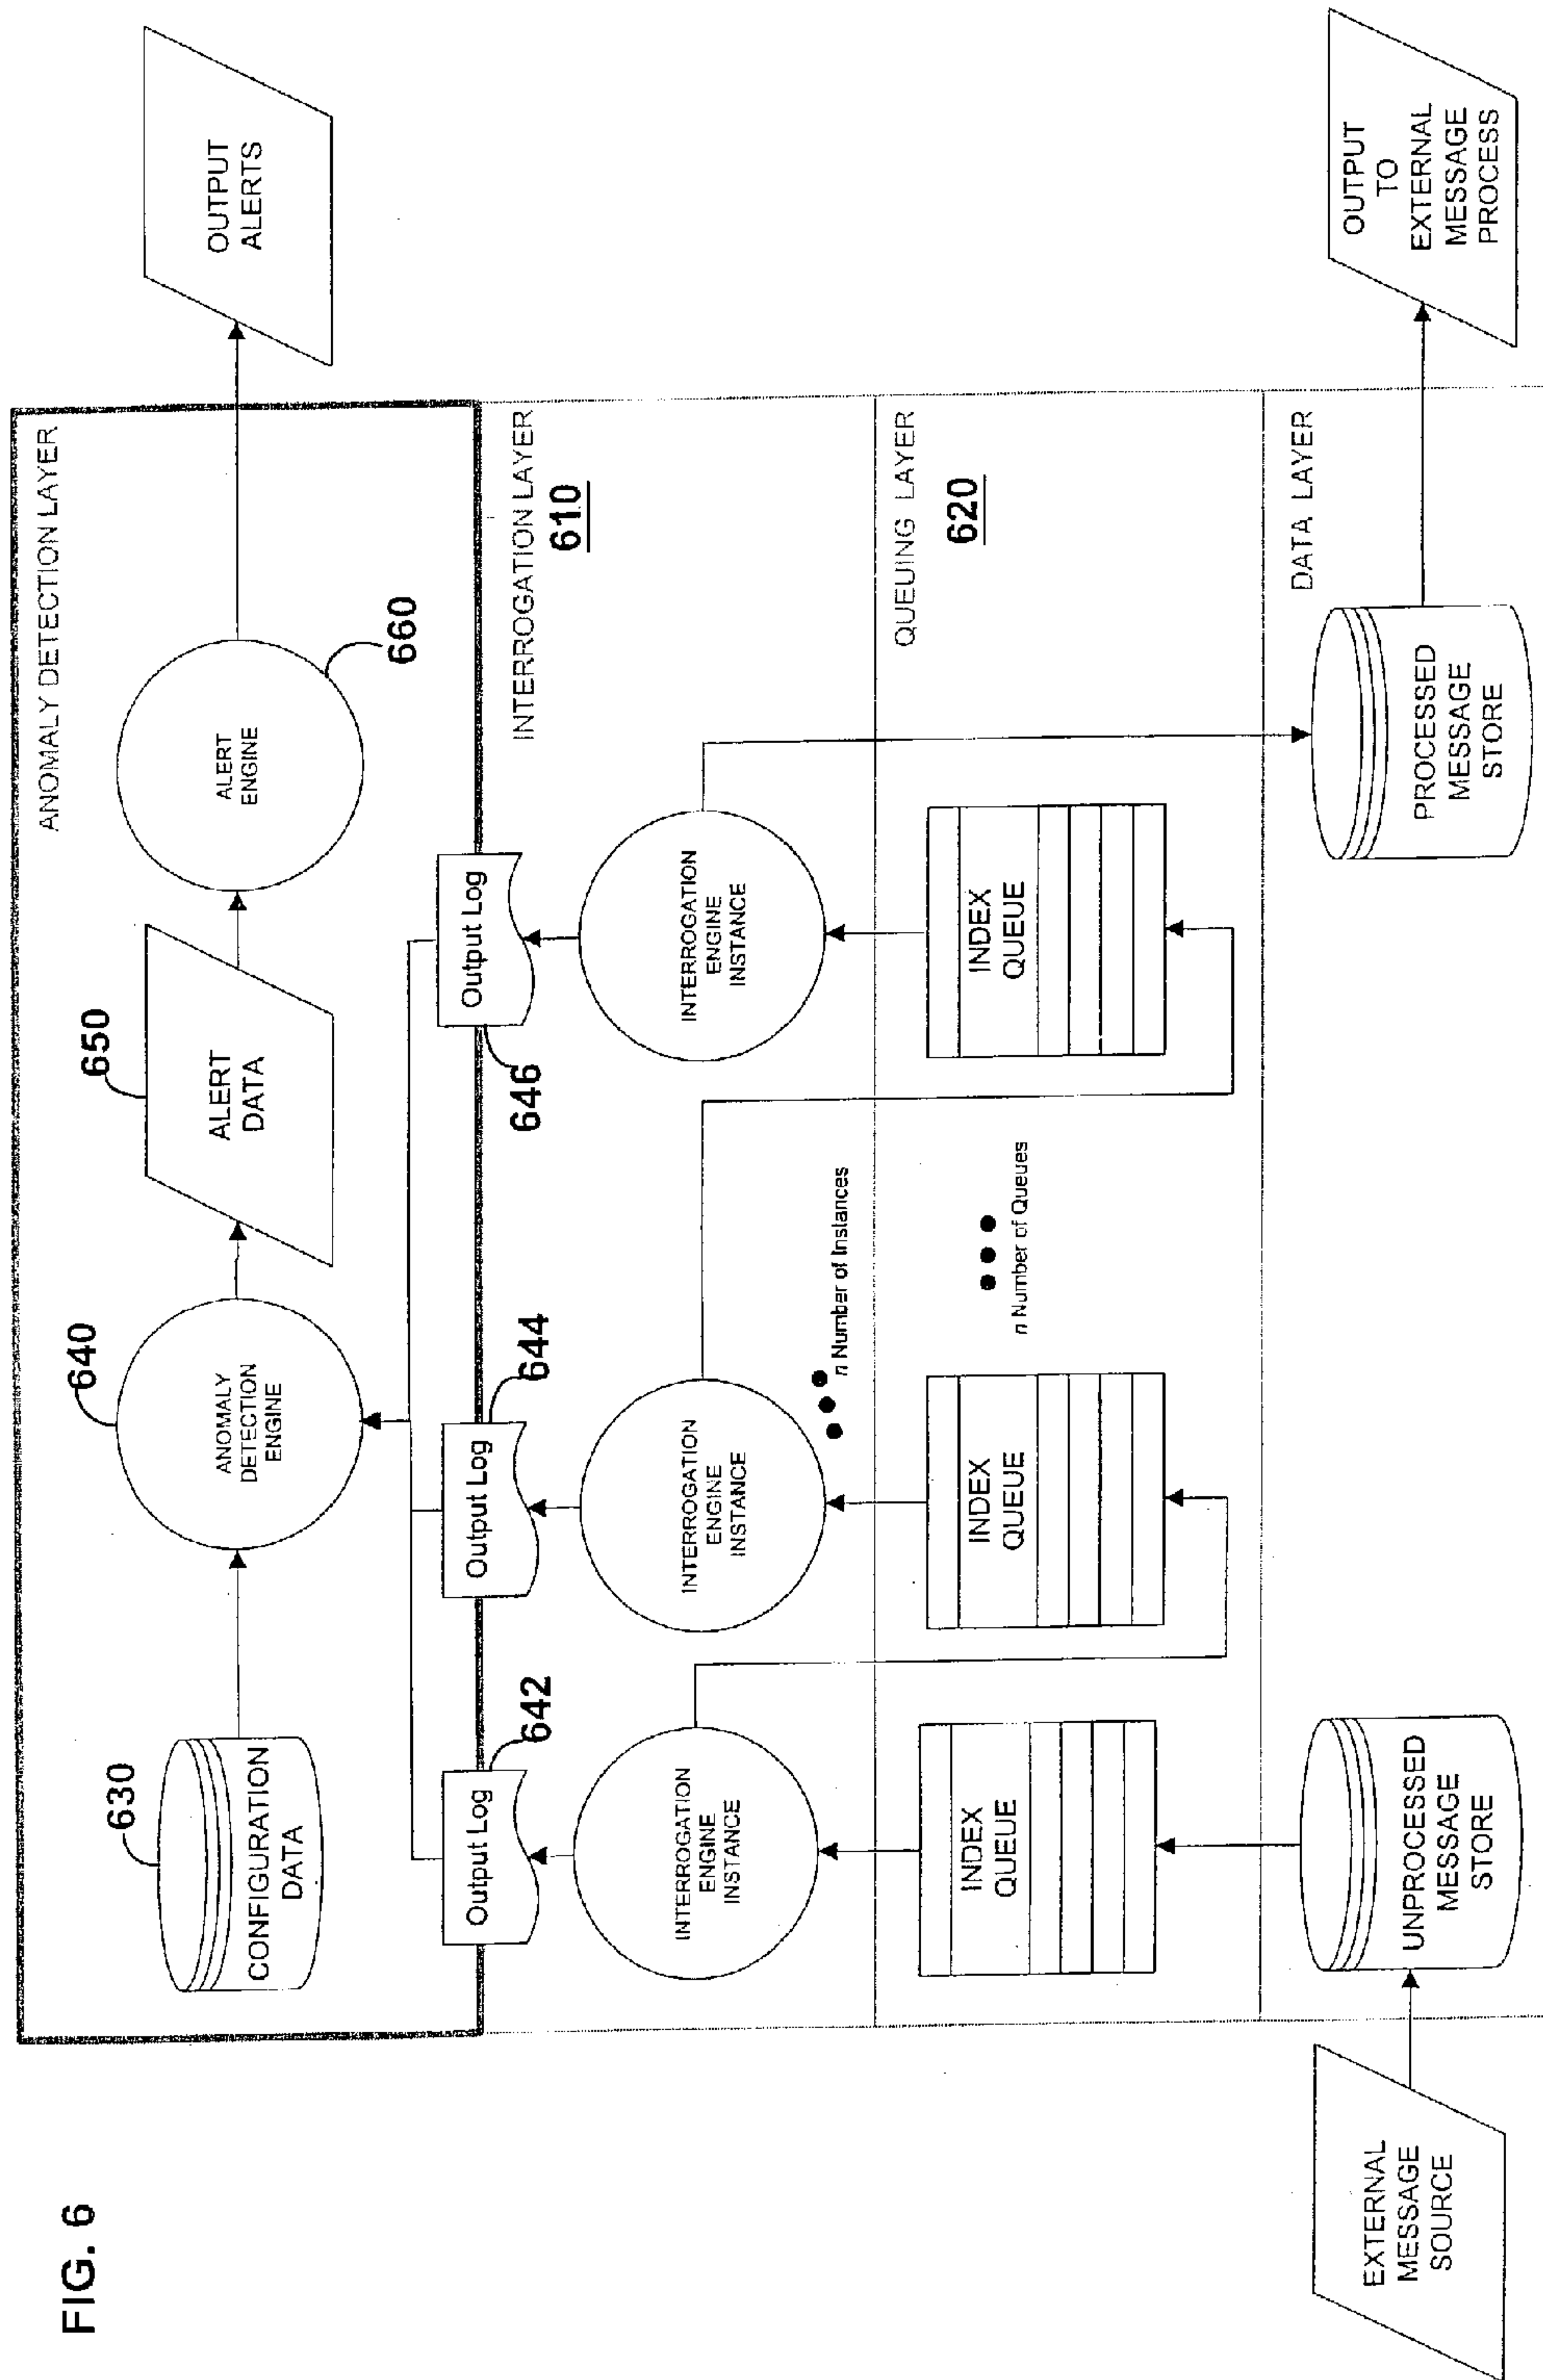 FIG. 6
ANOMALY DETECTION LAYER
630
CONFIGURATION
DATA
640
ANOMALY
DETECTION
ENGINE
650
ALERT
DATA
ALERT
ENGINE
660
OUTPUT
ALERTS
Output Log
642
Output Log
644
Output Log
646
INTERROGATION LAYER
610
INTERROGATION
ENGINE
INSTANCE
INTERROGATION
ENGINE
INSTANCE
INTERROGATION
ENGINE
INSTANCE
n Number of Instances
QUEUING LAYER
620
INDEX
QUEUE
INDEX
QUEUE
INDEX
QUEUE
n Number of Queues
DATA LAYER
EXTERNAL
MESSAGE
SOURCE
UNPROCESSED
MESSAGE
STORE
PROCESSED
MESSAGE
STORE
OUTPUT
TO
EXTERNAL
MESSAGE
PROCESS